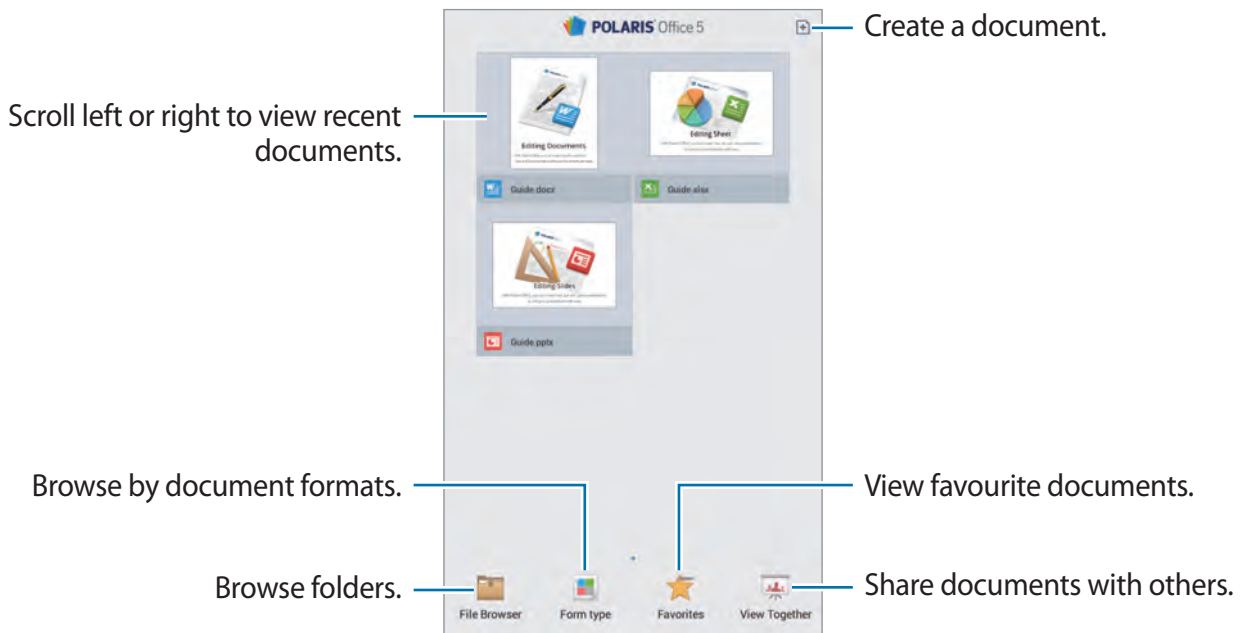 POLARIS Office 5
Create a document.
Scroll left or right to view recent
documents.
Editing Documents
Editing Sheet
Guide.docx
Guide.xlsx
Editing Slides
Guide.pptx
Browse by document formats.
View favourite documents.
Browse folders.
Share documents with others.
File Browser
Form type
Favorites
View Together